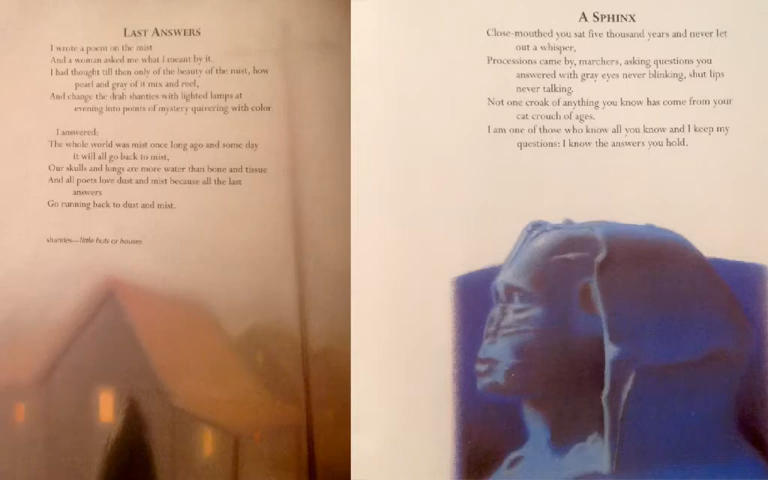 LAST ANSWERS
I wrote a poem on the mist
And a woman asked me what I meant by it.
I had thought till then only of the beauty of the mist, how
pearl and gray of it mix and reel,
And change the drab shanties with lighted lamps at
evening into points of mystery quivering with color.
I answered:
The whole world was mist once long ago and some day
it will all go back to mist,
Our skulls and lungs are more water than bone and tissue
And all poets love dust and mist because all the last
answers
Go running back to dust and mist.
shanties—little huts or houses
A SPHINX
Close-mouthed you sat five thousand years and never let
out a whisper,
Processions came by, marchers, asking questions you
answered with gray eyes never blinking, shut lips
never talking.
Not one croak of anything you know has come from your
cat crouch of ages.
I am one of those who know all you know and I keep my
questions: I know the answers you hold.